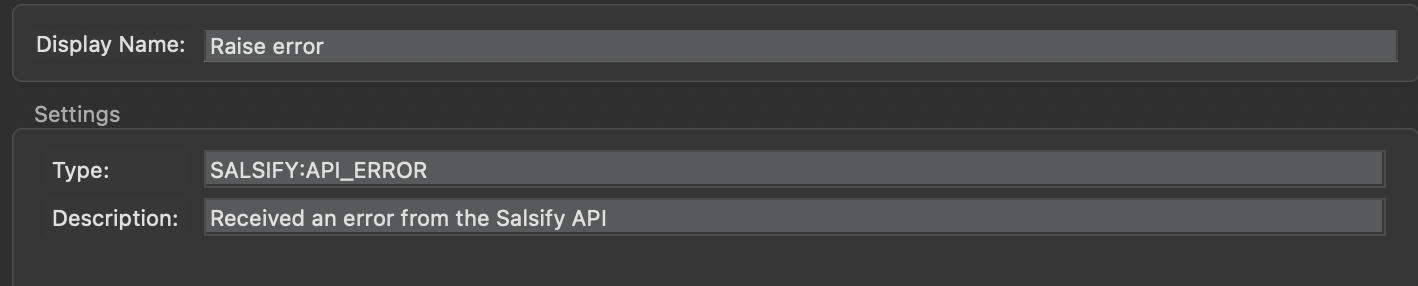 Display Name: Raise error
Settings
Type: SALSIFY:API_ERROR
Description: Received an error from the Salsify API